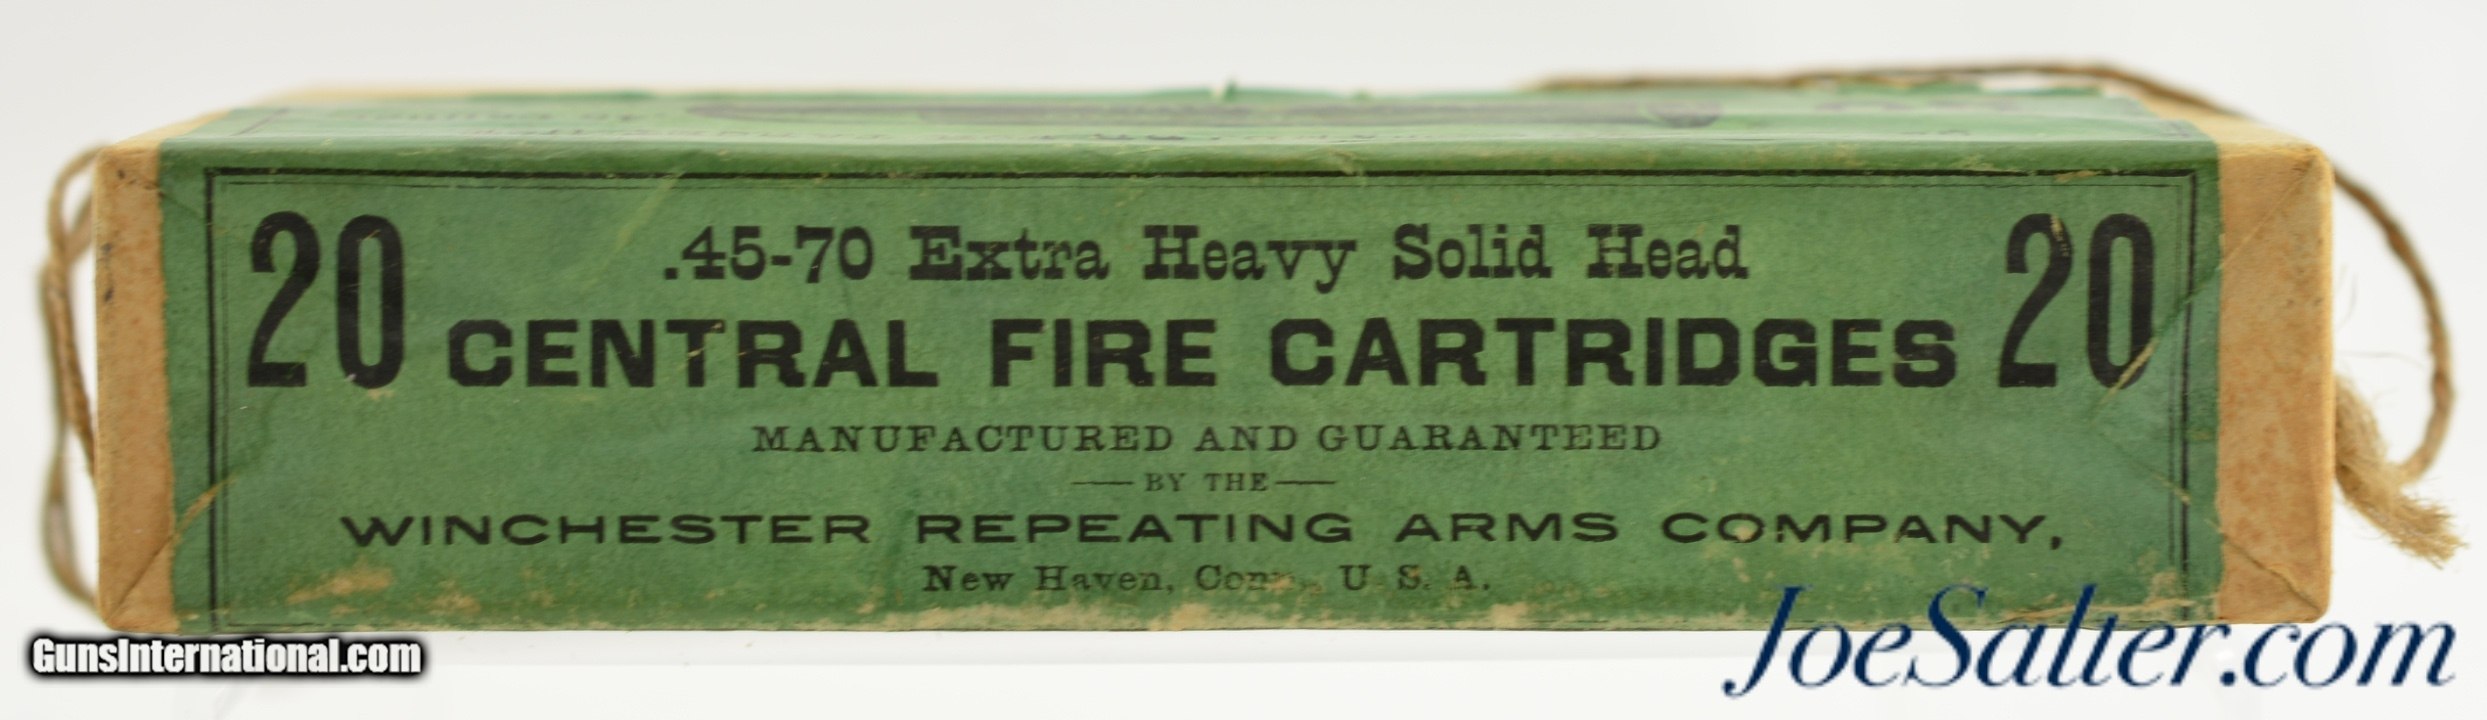 20 .45-70 Extra Heavy Solid Head 20
CENTRAL FIRE CARTRIDGES
MANUFACTURED AND GUARANTEED
BY THE
WINCHESTER REPEATING ARMS COMPANY,
New Haven, Conn., U. S. A.
GunsInternational.com
JoeSalter.com